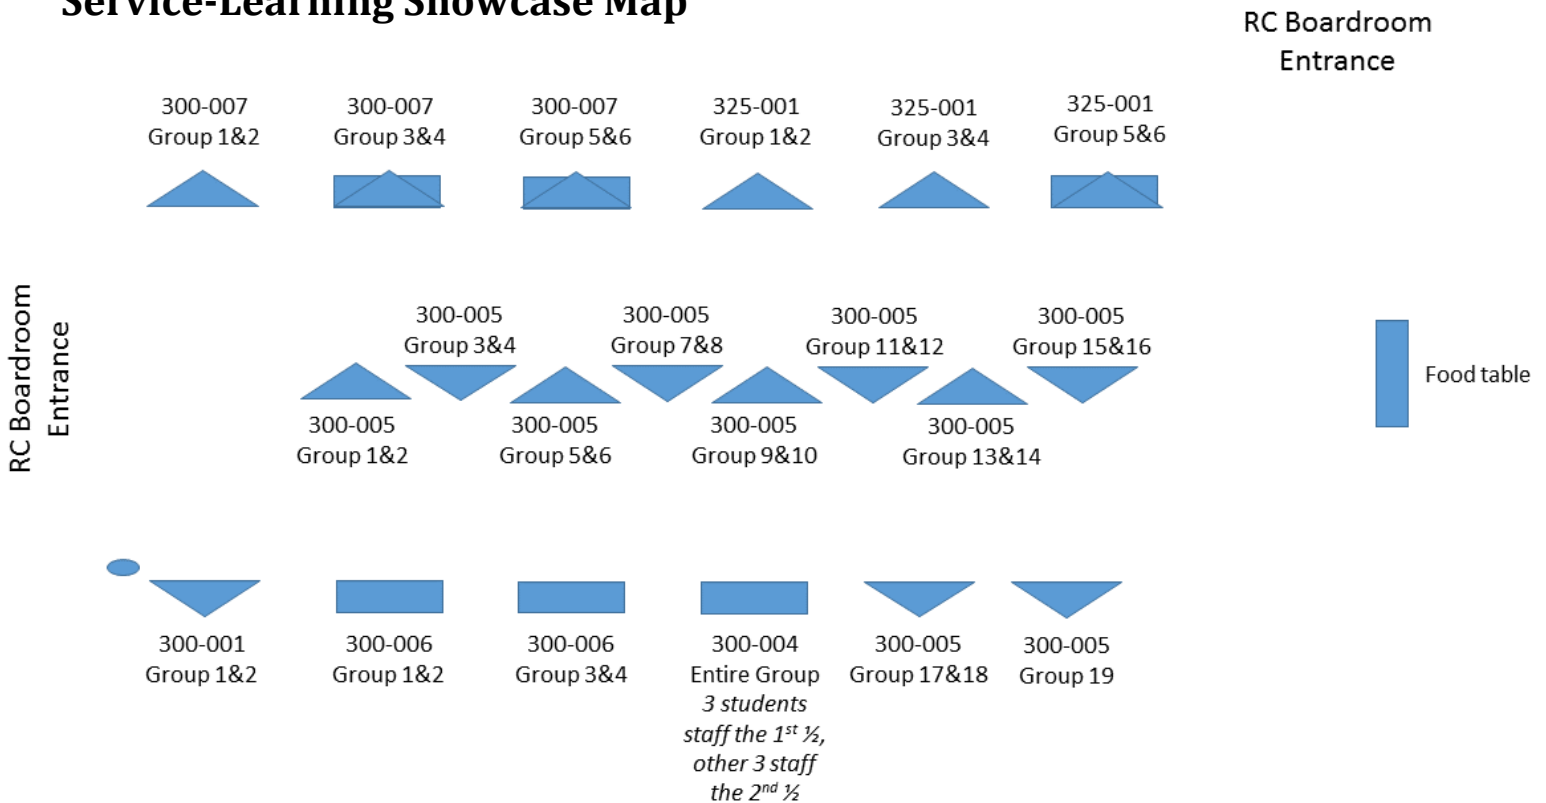 Service-Learning Showcase Map
RC Boardroom
Entrance
300-007
Group 1&2
300-007
Group 3&4
300-007
Group 5&6
325-001
Group 1&2
325-001
Group 3&4
325-001
Group 5&6
RC Boardroom
Entrance
300-005
Group 3&4
300-005
Group 7&8
300-005
Group 11&12
300-005
Group 15&16
Food table
300-005
Group 1&2
300-005
Group 5&6
300-005
Group 9&10
300-005
Group 13&14
300-001
Group 1&2
300-006
Group 1&2
300-006
Group 3&4
300-004
Entire Group
3 students
staff the 1st ½,
other 3 staff
the 2nd ½
300-005
Group 17&18
300-005
Group 19